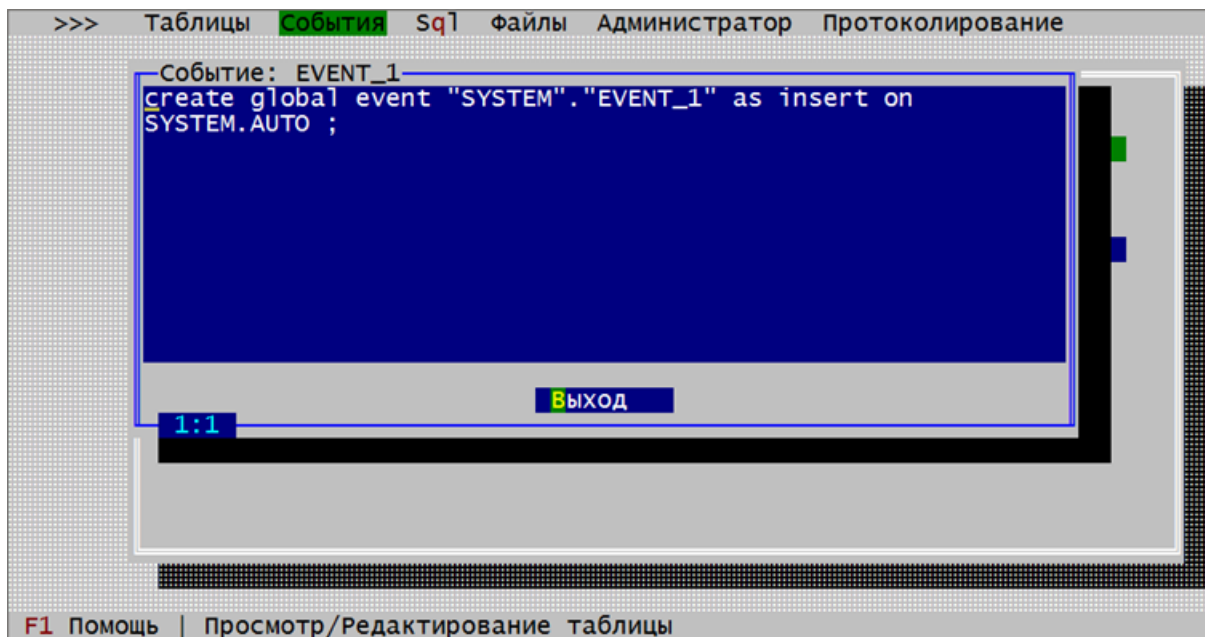 >>> Таблицы События Sql Файлы Администратор Протоколирование
Событие: EVENT_1
create global event "SYSTEM"."EVENT_1" as insert on
SYSTEM.AUTO ;
Выход
1:1
F1 Помощь | Просмотр/Редактирование таблицы